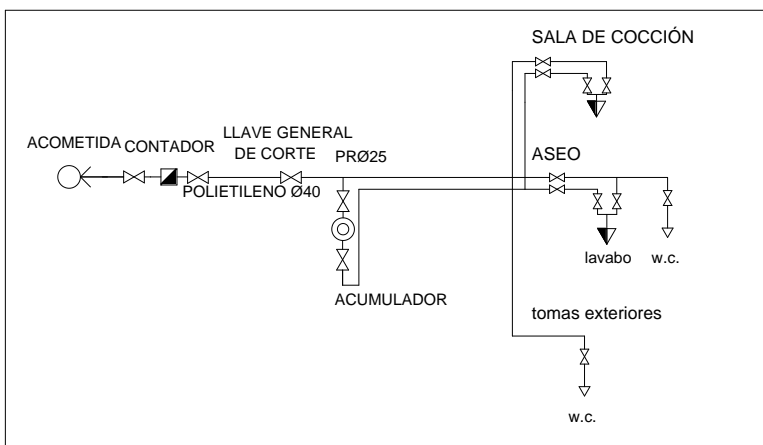 SALA DE COCCIÓN
LLAVE GENERAL
DE CORTE
ACOMETIDA
CONTADOR
PRØ25
ASEO
POLIETILENO Ø40
lavabo
w.c.
ACUMULADOR
tomas exteriores
w.c.